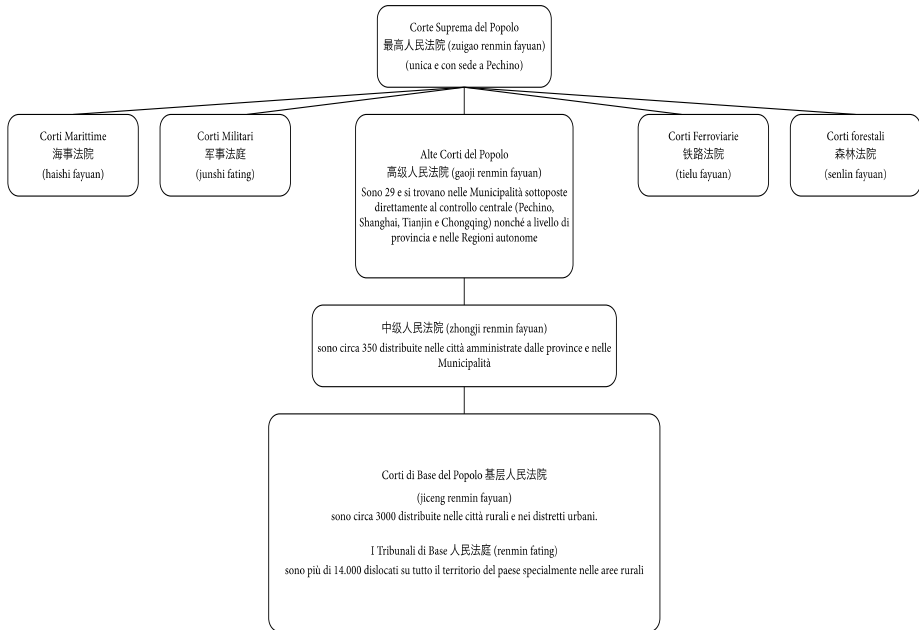 Corte Suprema del Popolo
最高人民法院 (zuigao renmin fayuan)
(unica e con sede a Pechino)
Corti Marittime
海事法院
(haishi fayuan)
Corti Militari
军事法庭
(junshi fating)
Alte Corti del Popolo
高级人民法院 (gaoji renmin fayuan)
Sono 29 e si trovano nelle Municipalità sottoposte
direttamente al controllo centrale (Pechino,
Shanghai, Tianjin e Chongqing) nonché a livello di
provincia e nelle Regioni autonome
Corti Ferroviarie
铁路法院
(tielu fayuan)
Corti forestali
森林法院
(senlin fayuan)
中级人民法院 (zhongji renmin fayuan)
sono circa 350 distribuite nelle città amministrate dalle province e nelle
Municipalità
Corti di Base del Popolo 基层人民法院
(jiceng renmin fayuan)
sono circa 3000 distribuite nelle città rurali e nei distretti urbani.
I Tribunali di Base 人民法庭 (renmin fating)
sono più di 14.000 dislocati su tutto il territorio del paese specialmente nelle aree rurali